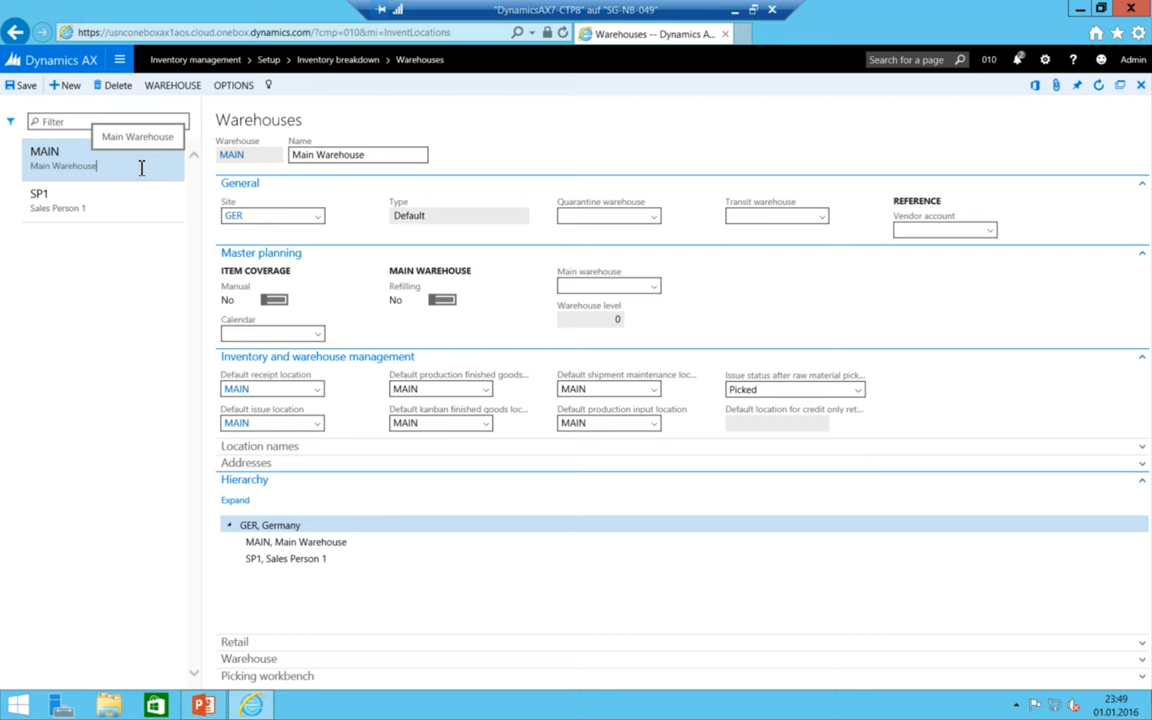 "DynamicsAX7-CTP8" auf "SG-NB-049"
https://usnconeboxax1aos.cloud.onebox.dynamics.com/?cmp=010&mi=InventLocations
Warehouses -- Dynamics A...
Dynamics AX
Inventory management > Setup > Inventory breakdown > Warehouses
Search for a page
010
Admin
Save
New
Delete
WAREHOUSE
OPTIONS
Filter
Main Warehouse
MAIN
Main Warehouse
SP1
Sales Person 1
Warehouses
Warehouse Name
MAIN Main Warehouse
General
Site Type Quarantine warehouse Transit warehouse REFERENCE
GER Default Vendor account
Master planning
ITEM COVERAGE MAIN WAREHOUSE Main warehouse
Manual Refilling
No No
Warehouse level
0
Calendar
Inventory and warehouse management
Default receipt location Default production finished goods... Default shipment maintenance loc... Issue status after raw material pick...
MAIN MAIN MAIN Picked
Default issue location Default kanban finished goods loc... Default production input location Default location for credit only ret...
MAIN MAIN MAIN
Location names
Addresses
Hierarchy
Expand
GER, Germany
MAIN, Main Warehouse
SP1, Sales Person 1
Retail
Warehouse
Picking workbench
23:49
01.01.2016